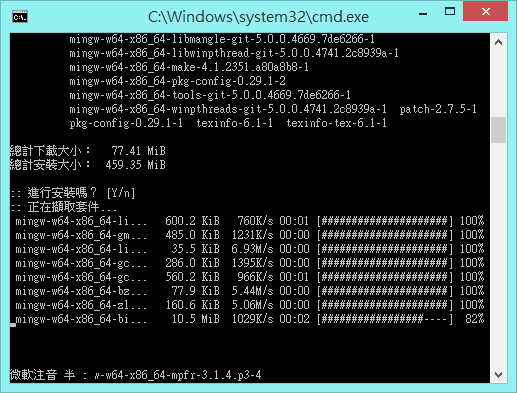 C:\Windows\system32\cmd.exe
mingw-w64-x86_64-libmangle-git-5.0.0.4669.7de6266-1
mingw-w64-x86_64-libwinpthread-git-5.0.0.4741.2c8939a-1
mingw-w64-x86_64-make-4.1.2351.a80a8b8-1
mingw-w64-x86_64-pkg-config-0.29.1-2
mingw-w64-x86_64-tools-git-5.0.0.4669.7de6266-1
mingw-w64-x86_64-winpthreads-git-5.0.0.4741.2c8939a-1 patch-2.7.5-1
pkg-config-0.29.1-1 texinfo-6.1-1 texinfo-tex-6.1-1
總計下載大小： 77.41 MiB
總計安裝大小： 459.35 MiB
:: 進行安裝嗎？ [Y/n]
:: 正在擷取套件...
mingw-w64-x86_64-li... 600.2 KiB 760K/s 00:01 [#####################] 100%
mingw-w64-x86_64-gm... 485.0 KiB 1231K/s 00:00 [#####################] 100%
mingw-w64-x86_64-li... 35.5 KiB 6.93M/s 00:00 [#####################] 100%
mingw-w64-x86_64-gc... 286.0 KiB 1395K/s 00:00 [#####################] 100%
mingw-w64-x86_64-gc... 560.2 KiB 966K/s 00:01 [#####################] 100%
mingw-w64-x86_64-bz... 77.9 KiB 5.44M/s 00:00 [#####################] 100%
mingw-w64-x86_64-zl... 160.6 KiB 5.06M/s 00:00 [#####################] 100%
mingw-w64-x86_64-bi... 10.5 MiB 1029K/s 00:02 [#################----] 82%
微軟注音 半 : w-w64-x86_64-mpfr-3.1.4.p3-4